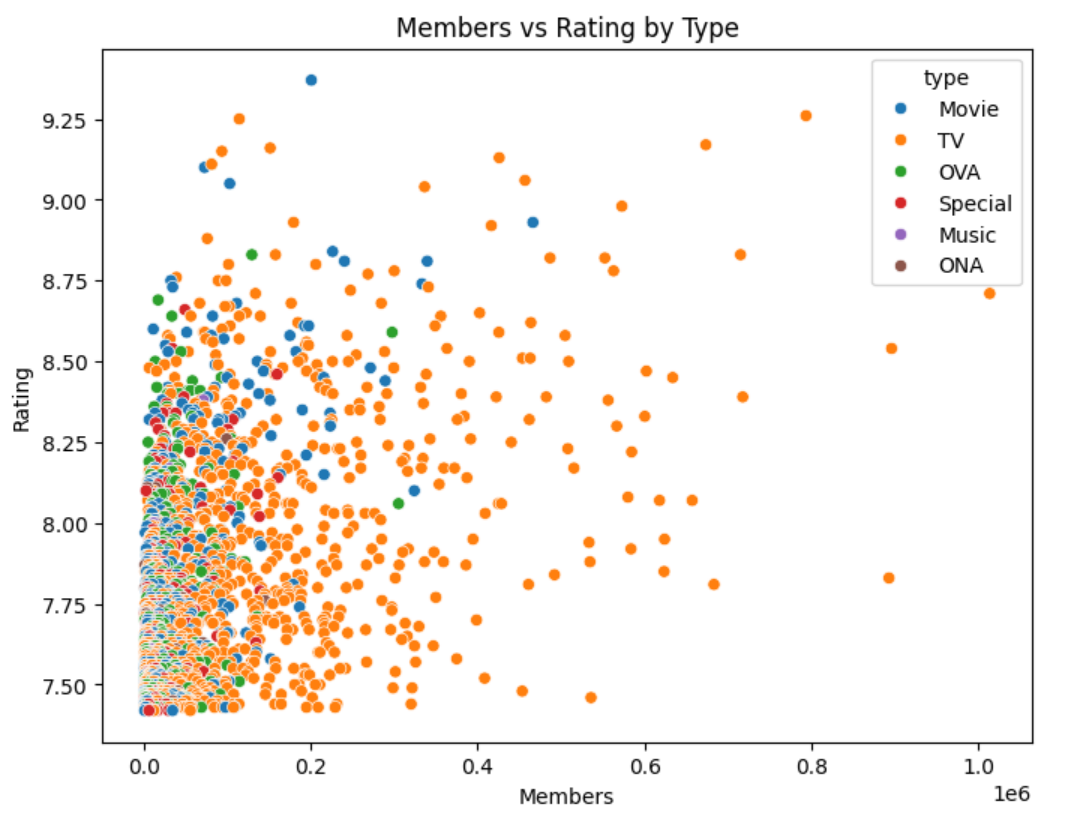 Members vs Rating by Type
type
Movie
TV
OVA
Special
Music
ONA
9.25
9.00
8.75
8.50
8.25
8.00
7.75
7.50
Rating
0.0 0.2 0.4 0.6 0.8 1.0
1e6
Members